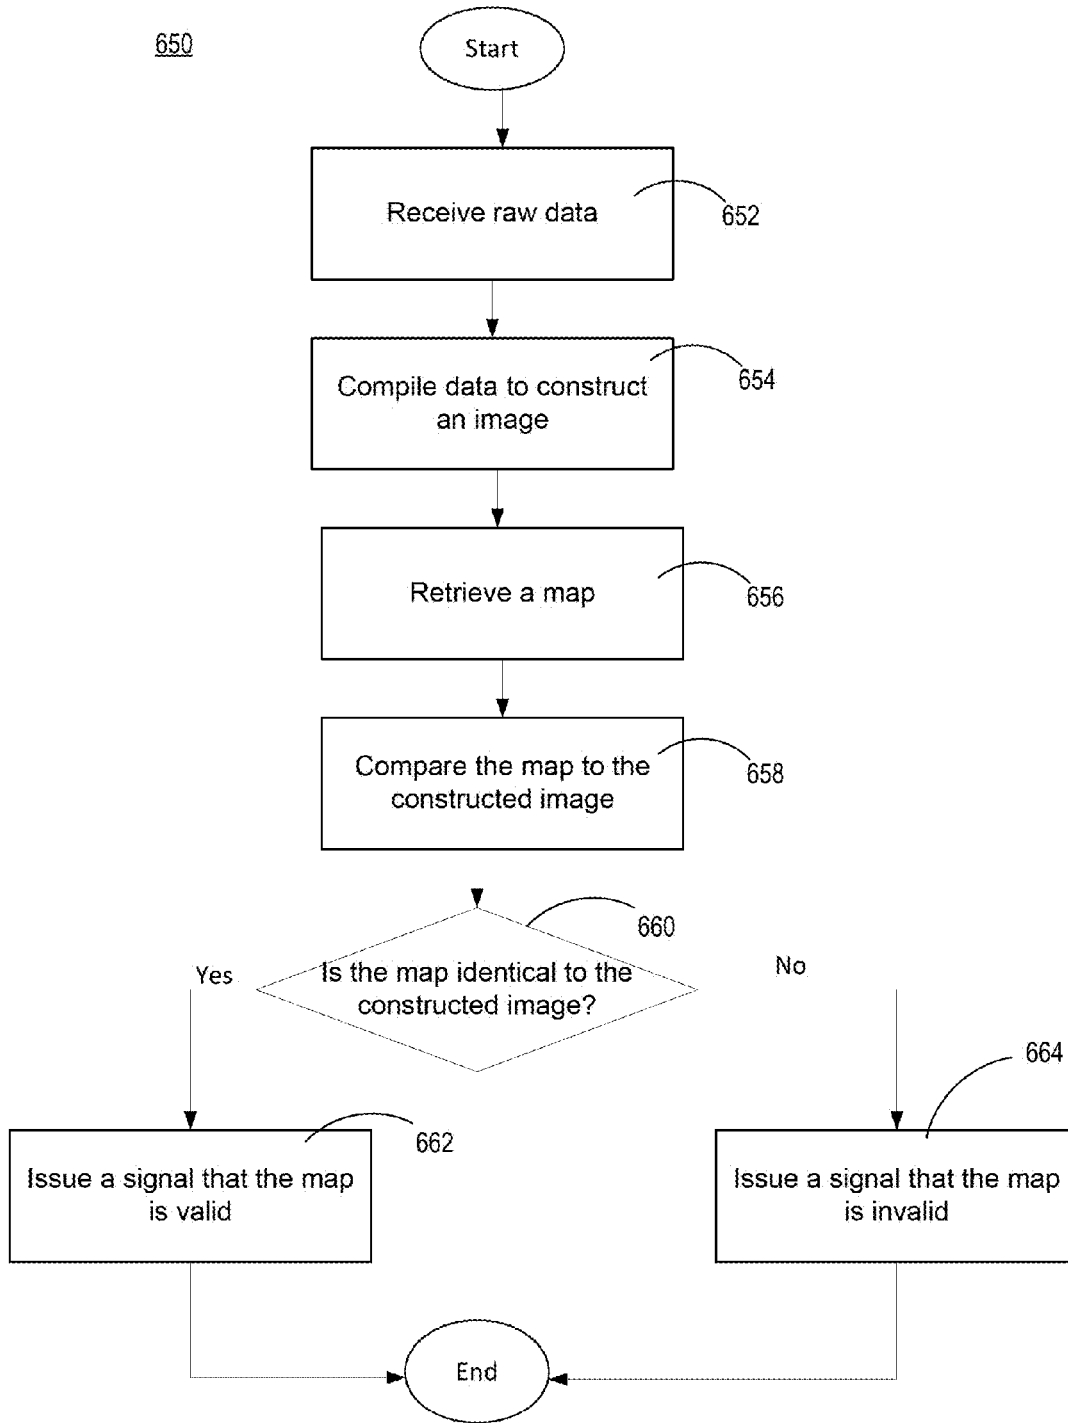 650
Start
Receive raw data
652
Compile data to construct
an image
654
Retrieve a map
656
Compare the map to the
constructed image
658
660
Is the map identical to the
constructed image?
Yes
No
Issue a signal that the map
is valid
662
Issue a signal that the map
is invalid
664
End